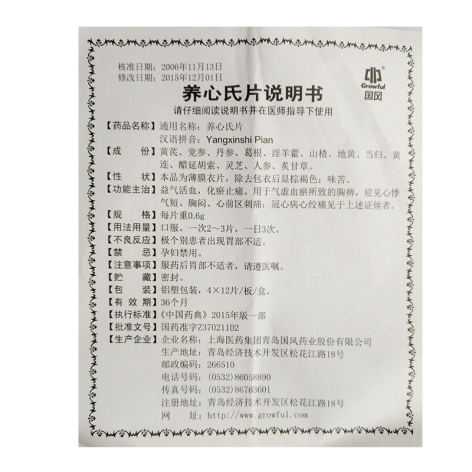 核准日期：2006年11月13日
修改日期：2015年12月01日
Growful
国风
养心氏片说明书
请仔细阅读说明书并在医师指导下使用
【药品名称】通用名称：养心氏片
汉语拼音：Yangxinshi Pian
【成　　份】黄芪、党参、丹参、葛根、淫羊藿、山楂、地黄、当归、黄
连、醋延胡索、灵芝、人参、炙甘草。
【性　　状】本品为薄膜衣片，除去包衣后显棕褐色；味苦。
【功能主治】益气活血，化瘀止痛。用于气虚血瘀所致的胸痹，症见心悸
气短、胸闷、心前区刺痛；冠心病心绞痛见于上述证候者。
【规　　格】每片重0.6g
【用法用量】口服。一次2~3片，一日3次。
【不良反应】极个别患者出现胃部不适。
【禁　　忌】孕妇禁用。
【注意事项】服药后胃部不适者，请遵医嘱。
【贮　　藏】密封。
【包　　装】铝塑包装，4×12片/板/盒。
【有 效 期】36个月
【执行标准】《中国药典》2015年版一部
【批准文号】国药准字Z37021102
【生产企业】企业名称：上海医药集团青岛国风药业股份有限公司
生产地址：青岛经济技术开发区松花江路18号
邮政编码：266510
电话号码：(0532)86058890
传真号码：(0532)86763601
注册地址：青岛经济技术开发区松花江路18号
网　　址：http://www.growful.com